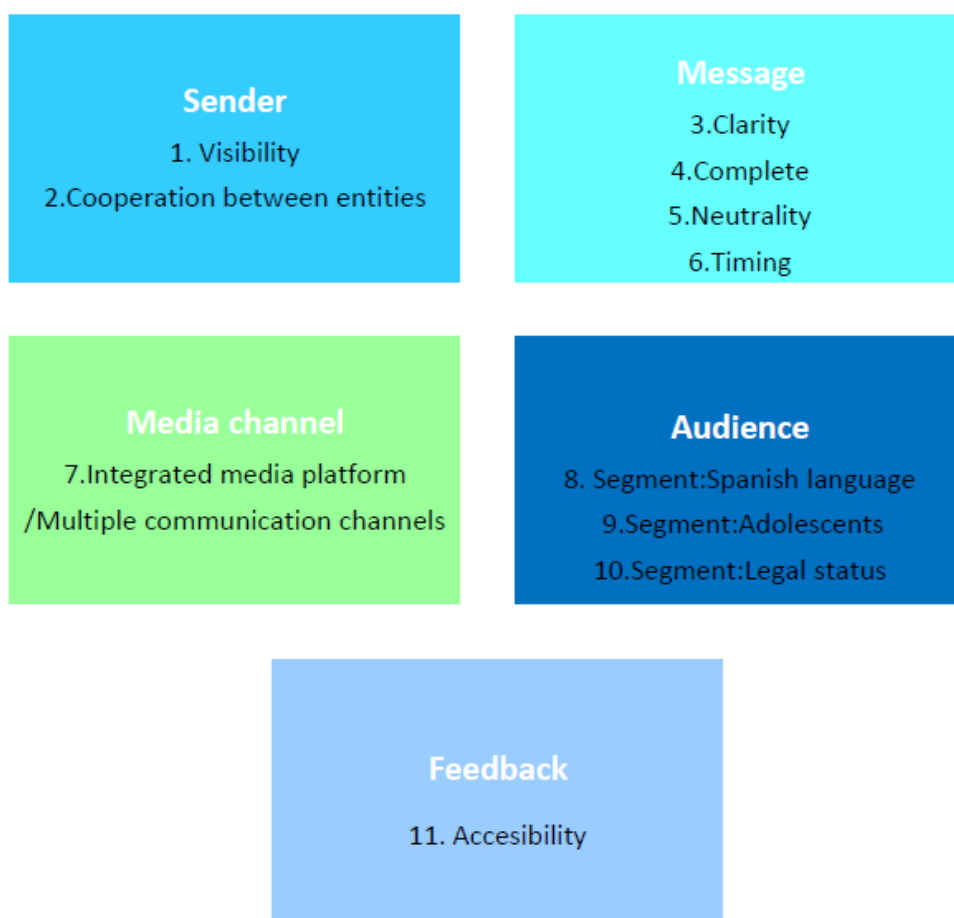 Sender
1. Visibility
2.Cooperation between entities
Message
3.Clarity
4.Complete
5.Neutrality
6.Timing
Media channel
7.Integrated media platform
/Multiple communication channels
Audience
8. Segment:Spanish language
9.Segment:Adolescents
10.Segment:Legal status
Feedback
11. Accesibility